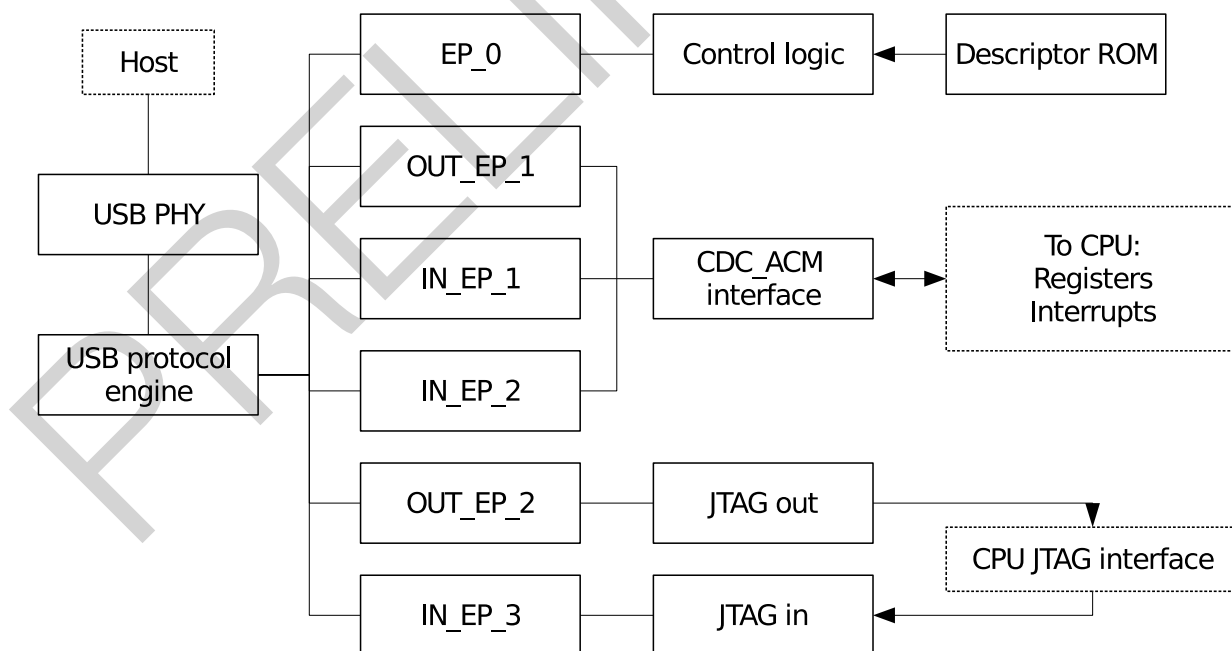 Host
EP_0
Control logic
Descriptor ROM
OUT_EP_1
USB PHY
IN_EP_1
CDC_ACM
interface
To CPU:
Registers
Interrupts
USB protocol
engine
IN_EP_2
OUT_EP_2
JTAG out
CPU JTAG interface
IN_EP_3
JTAG in
PRELI